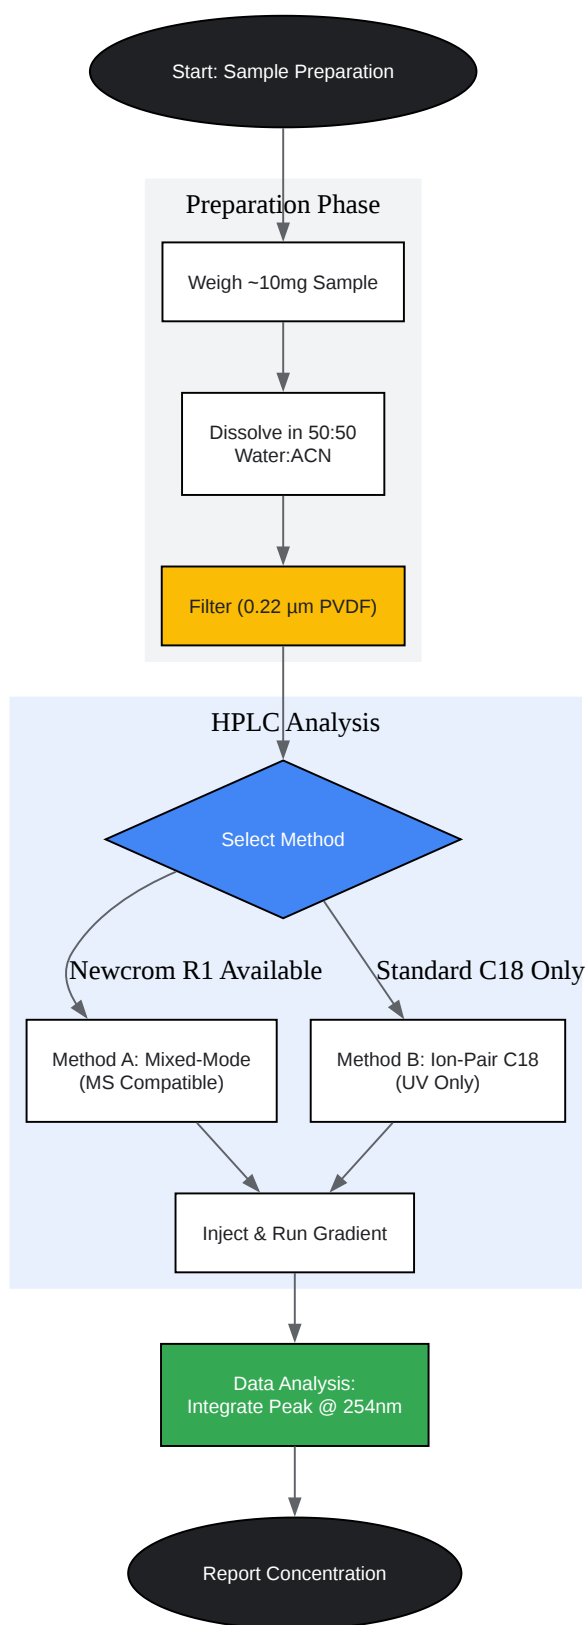 Start: Sample Preparation
Preparation Phase
Weigh ~10mg Sample
Dissolve in 50:50
Water:ACN
Filter (0.22 µm PVDF)
HPLC Analysis
Select Method
Newcrom R1 Available
Standard C18 Only
Method A: Mixed-Mode
(MS Compatible)
Method B: Ion-Pair C18
(UV Only)
Inject & Run Gradient
Data Analysis:
Integrate Peak @ 254nm
Report Concentration